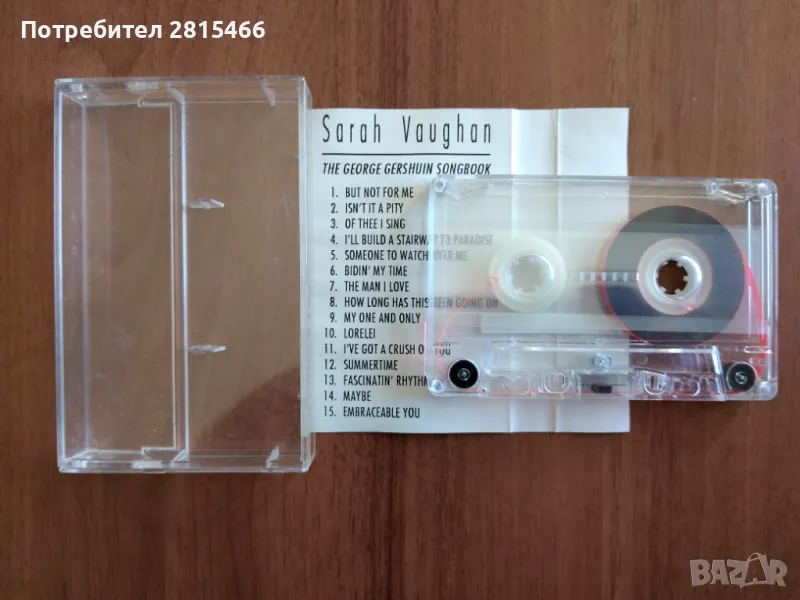 Потребител 2815466
Sarah Vaughan
THE GEORGE GERSHUIN SONGBOOK
1. BUT NOT FOR ME
2. ISN'T IT A PITY
3. OF THEE I SING
4. I'LL BUILD A STAIRWAY TO PARADISE
5. SOMEONE TO WATCH OVER ME
6. BIDIN' MY TIME
7. THE MAN I LOVE
8. HOW LONG HAS THIS BEEN GOING ON
9. MY ONE AND ONLY
10. LORELEI
11. I'VE GOT A CRUSH ON YOU
12. SUMMERTIME
13. FASCINATIN' RHYTHM
14. MAYBE
15. EMBRACEABLE YOU
BAZAR